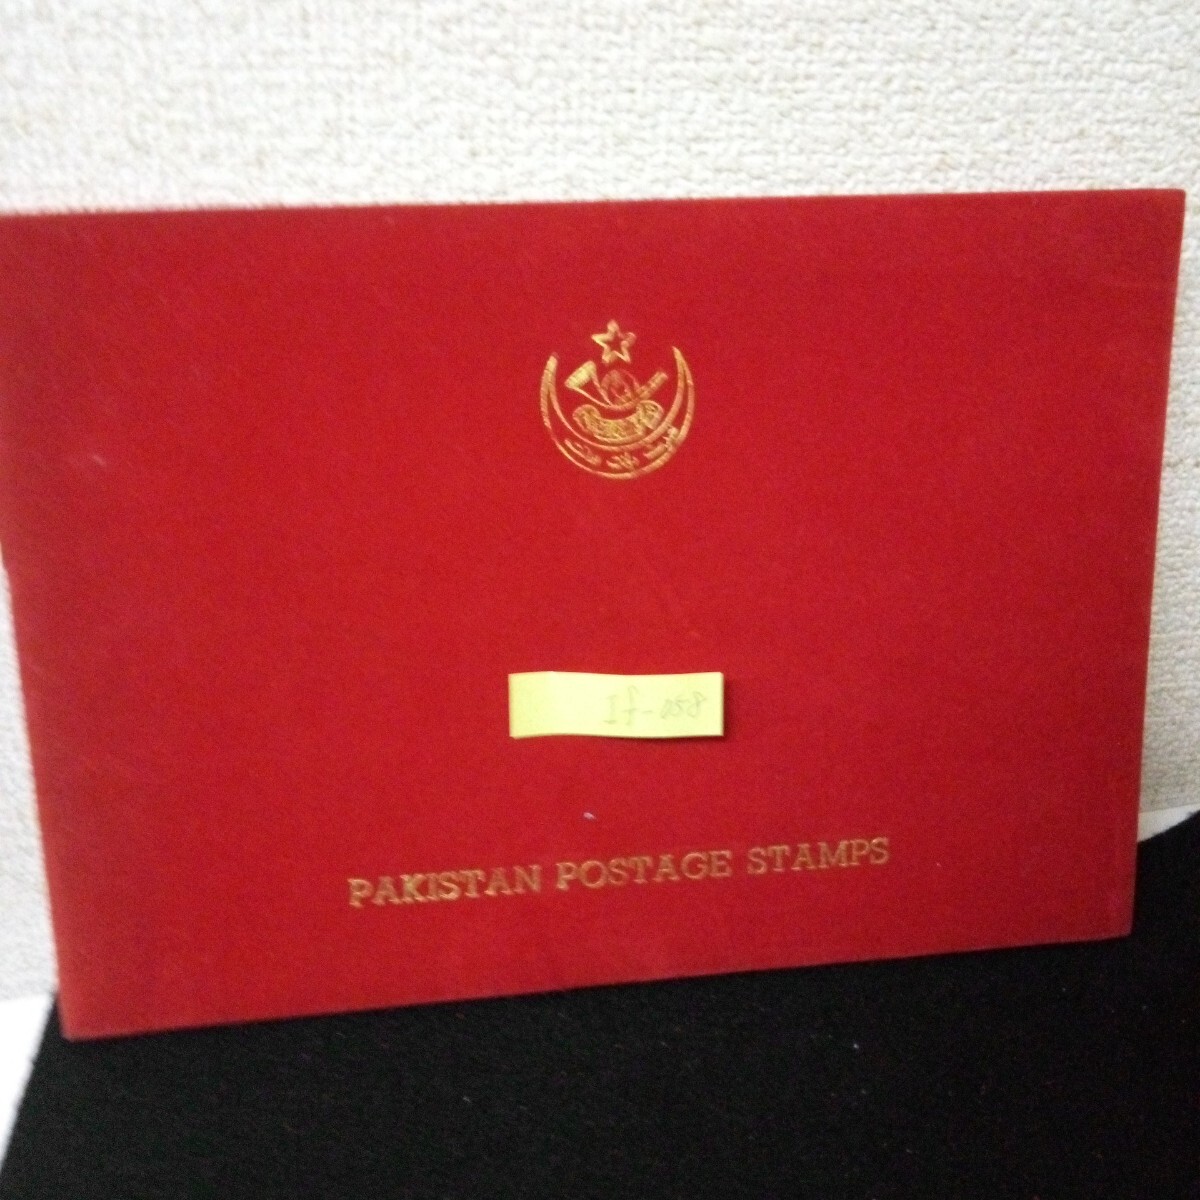 If-058
PAKISTAN POSTAGE STAMPS